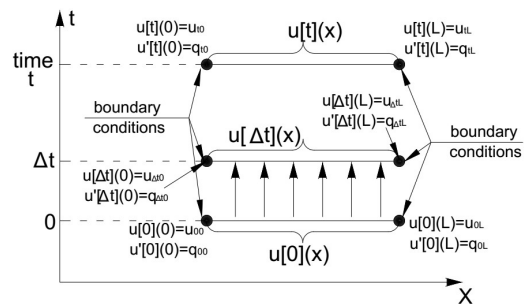 t
u[t](0)=uₜ₀
u'[t](0)=qₜ₀
u[t](x)
u[t](L)=uₜL
u'[t](L)=qₜL
time
t
boundary
conditions
u[Δt](x)
u[Δt](L)=uΔtL
u'[Δt](L)=qΔtL
boundary
conditions
Δt
u[Δt](0)=uΔt0
u'[Δt](0)=qΔt0
0
u[0](0)=u₀₀
u'[0](0)=q₀₀
u[0](x)
u[0](L)=u₀L
u'[0](L)=q₀L
X